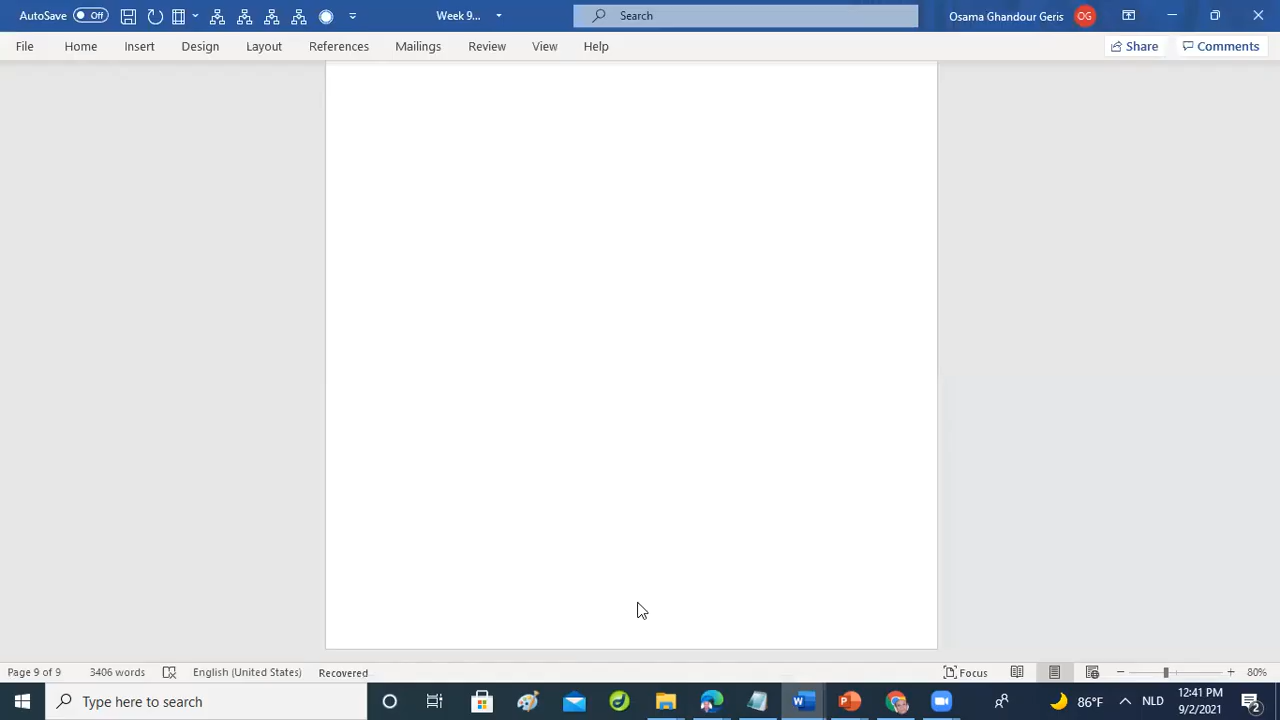 AutoSave Off Week 9... Search Osama Ghandour Geris OG
File Home Insert Design Layout References Mailings Review View Help Share Comments
Page 9 of 9 3406 words English (United States) Recovered Focus 80%
Type here to search 86°F NLD 12:41 PM
9/2/2021 2